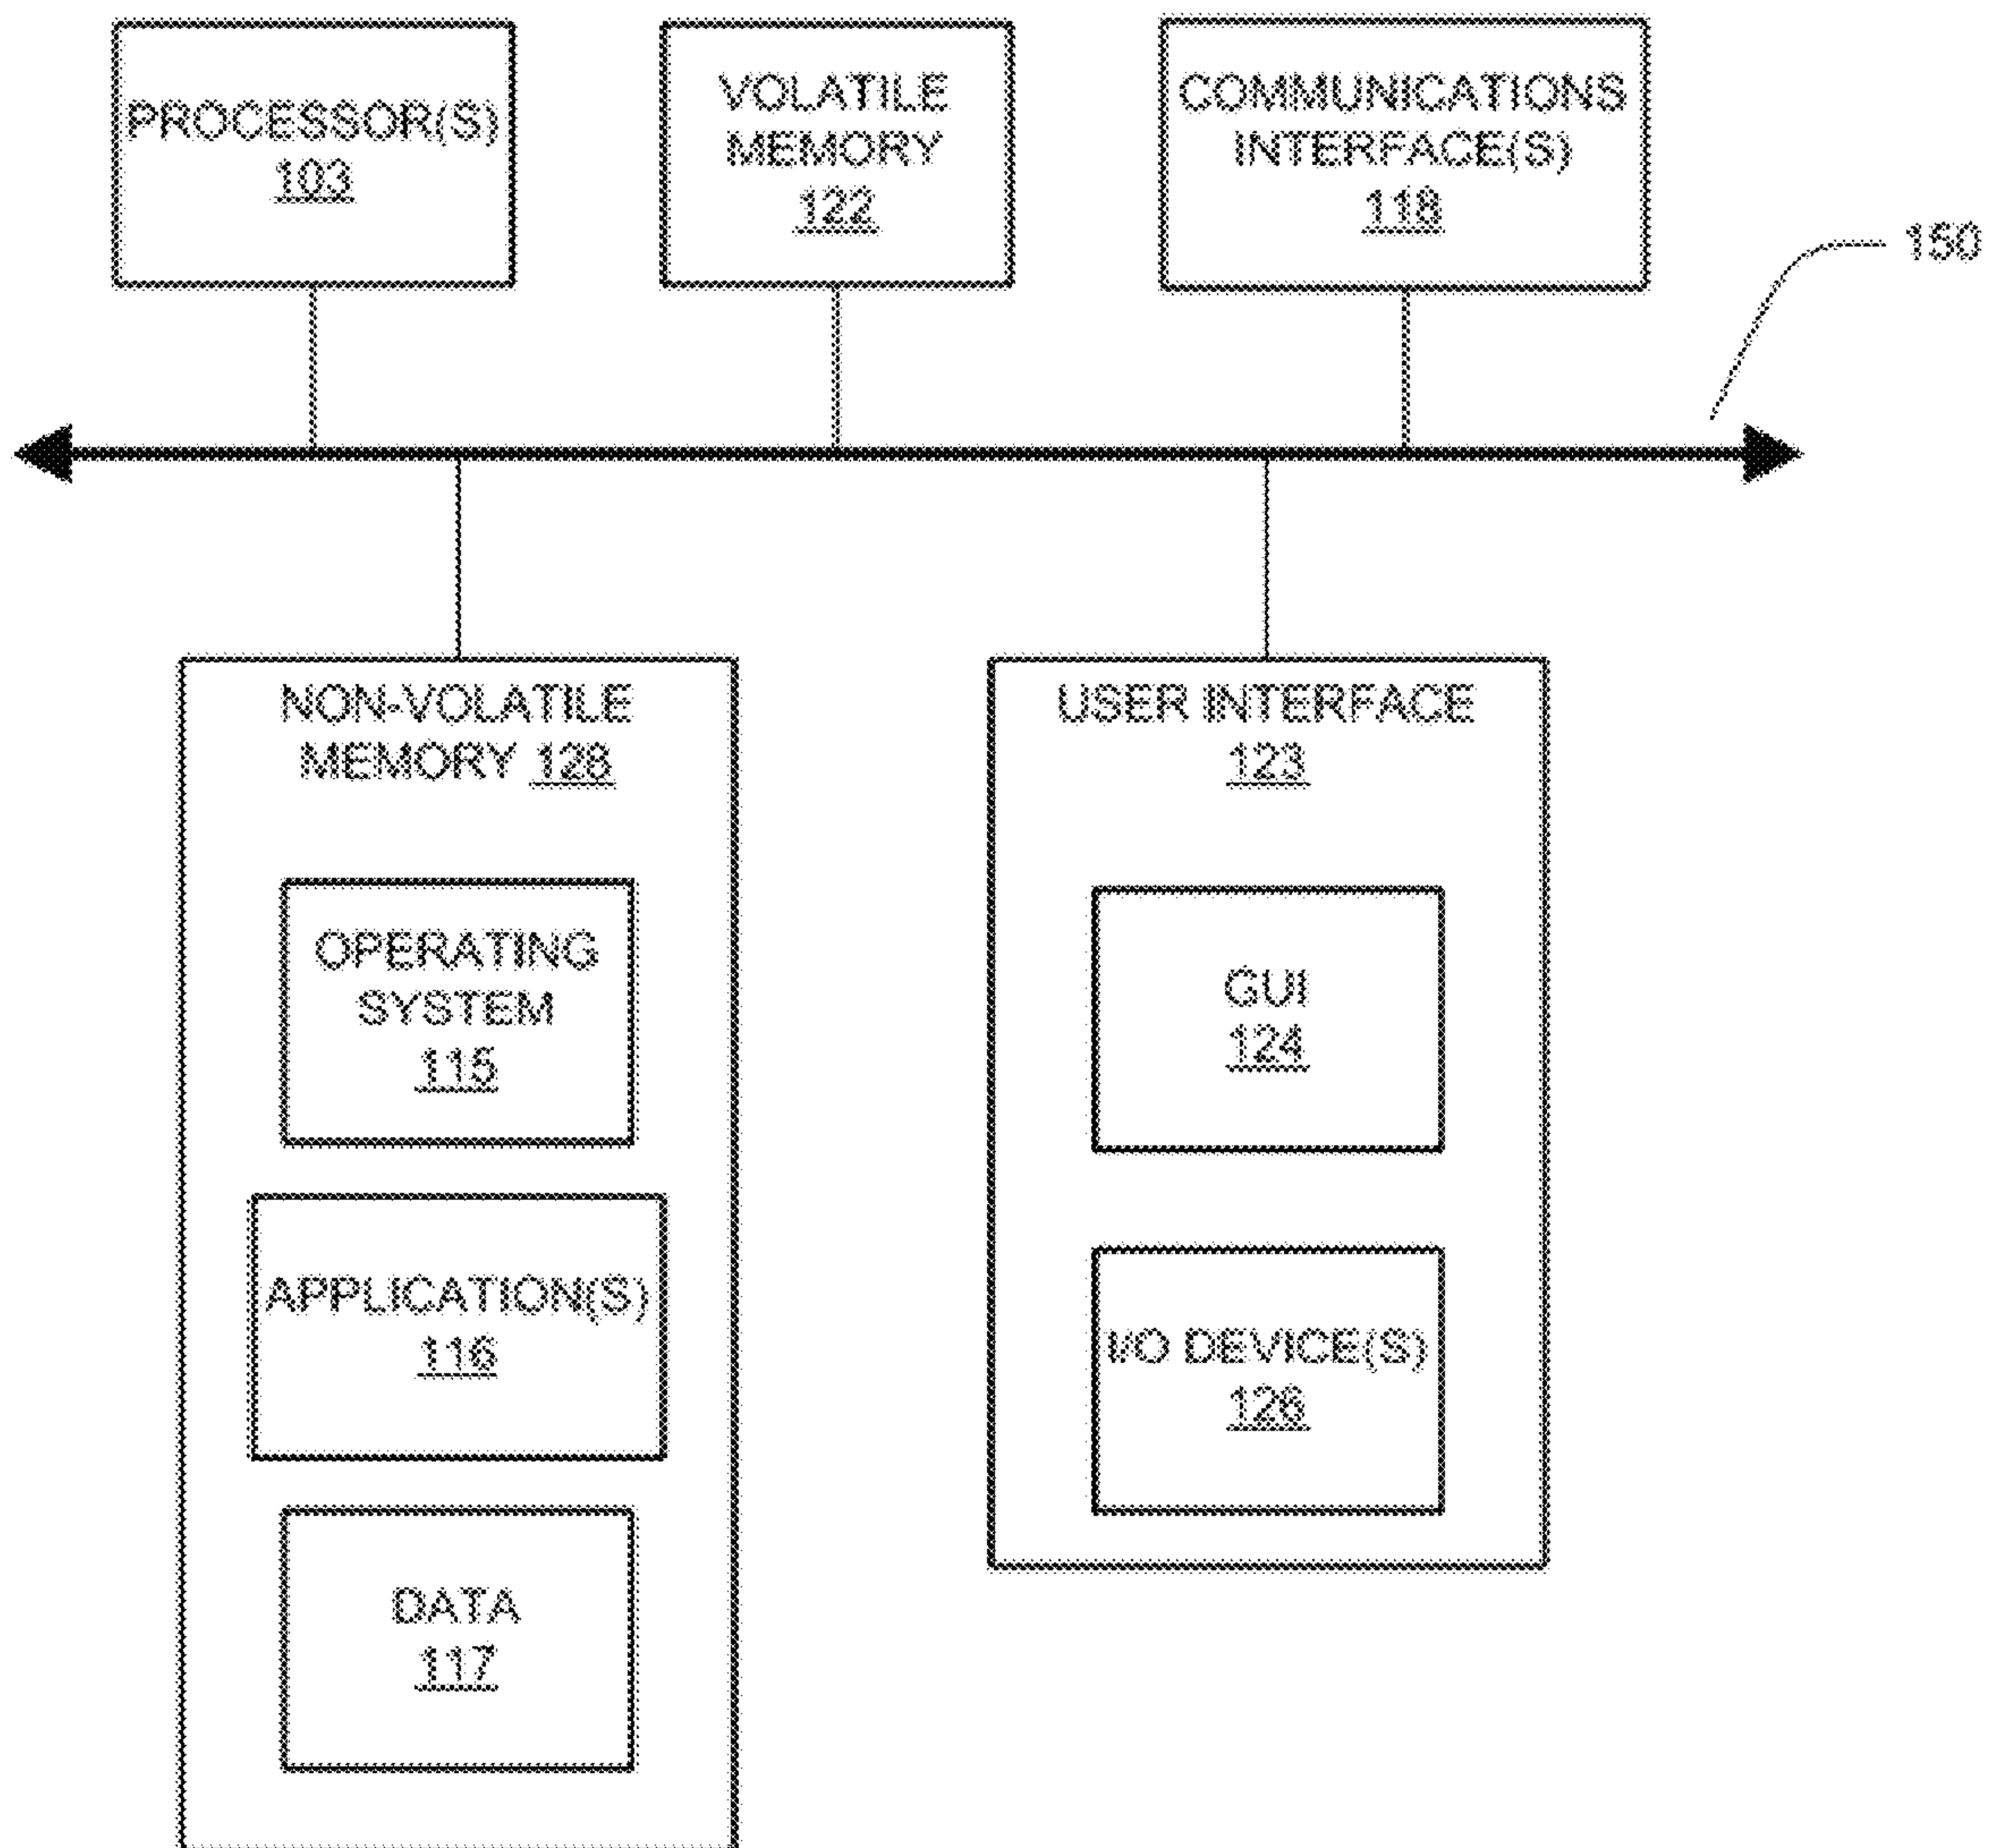 PROCESSOR(S)
103
VOLATILE
MEMORY
122
COMMUNICATIONS
INTERFACE(S)
118
150
NON-VOLATILE
MEMORY 128
OPERATING
SYSTEM
115
APPLICATION(S)
116
DATA
117
USER INTERFACE
123
GUI
124
I/O DEVICE(S)
126